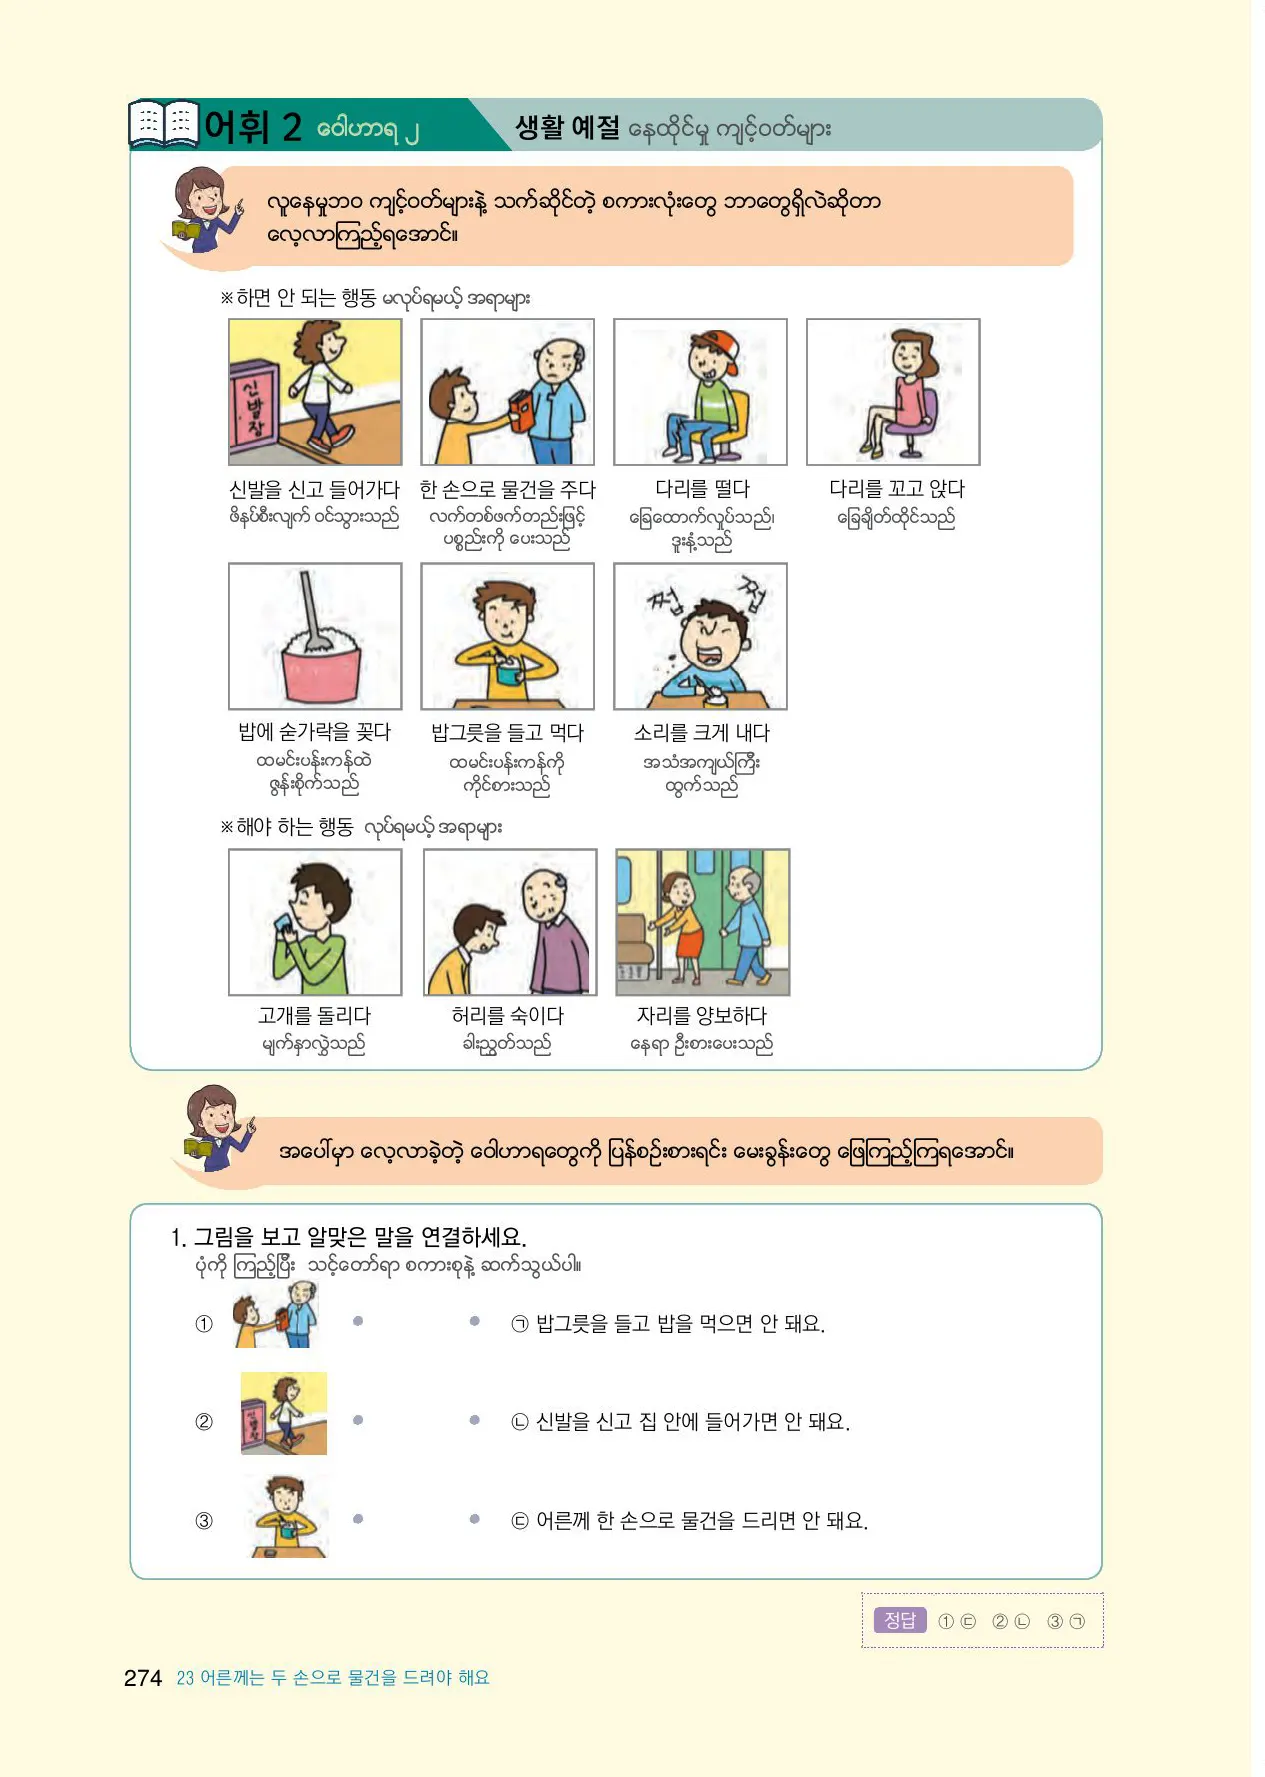 어휘 2 ဝေါဟာရ ၂ 생활 예절 နေထိုင်မှု ကျင့်ဝတ်များ
လူနေမှုဘဝ ကျင့်ဝတ်များနဲ့ သက်ဆိုင်တဲ့ စကားလုံးတွေ ဘာတွေရှိလဲဆိုတာ
လေ့လာကြည့်ရအောင်။
※하면 안 되는 행동 မလုပ်ရမယ့် အရာများ
신발장
신발을 신고 들어가다 한 손으로 물건을 주다 다리를 떨다 다리를 꼬고 앉다
ဖိနပ်စီးလျက် ဝင်သွားသည် လက်တစ်ဖက်တည်းဖြင့် ခြေထောက်လှုပ်သည်၊ ခြေချိတ်ထိုင်သည်
ပစ္စည်းကို ပေးသည် ဒူးနှံ့သည်
쩝 쩝
밥에 숟가락을 꽂다 밥그릇을 들고 먹다 소리를 크게 내다
ထမင်းပန်းကန်ထဲ ထမင်းပန်းကန်ကို အသံအကျယ်ကြီး
ဇွန်းစိုက်သည် ကိုင်စားသည် ထွက်သည်
※해야 하는 행동 လုပ်ရမယ့် အရာများ
고개를 돌리다 허리를 숙이다 자리를 양보하다
မျက်နှာလွှဲသည် ခါးညွှတ်သည် နေရာ ဦးစားပေးသည်
အပေါ်မှာ လေ့လာခဲ့တဲ့ ဝေါဟာရတွေကို ပြန်စဉ်းစားရင်း မေးခွန်းတွေ ဖြေကြည့်ကြရအောင်။
1. 그림을 보고 알맞은 말을 연결하세요.
ပုံကို ကြည့်ပြီး သင့်တော်ရာ စကားစုနဲ့ ဆက်သွယ်ပါ။
① ㉠ 밥그릇을 들고 밥을 먹으면 안 돼요.
② 신발장 ㉡ 신발을 신고 집 안에 들어가면 안 돼요.
③ ㉢ 어른께 한 손으로 물건을 드리면 안 돼요.
정답 ① ㉢ ② ㉡ ③ ㉠
274 23 어른께는 두 손으로 물건을 드려야 해요